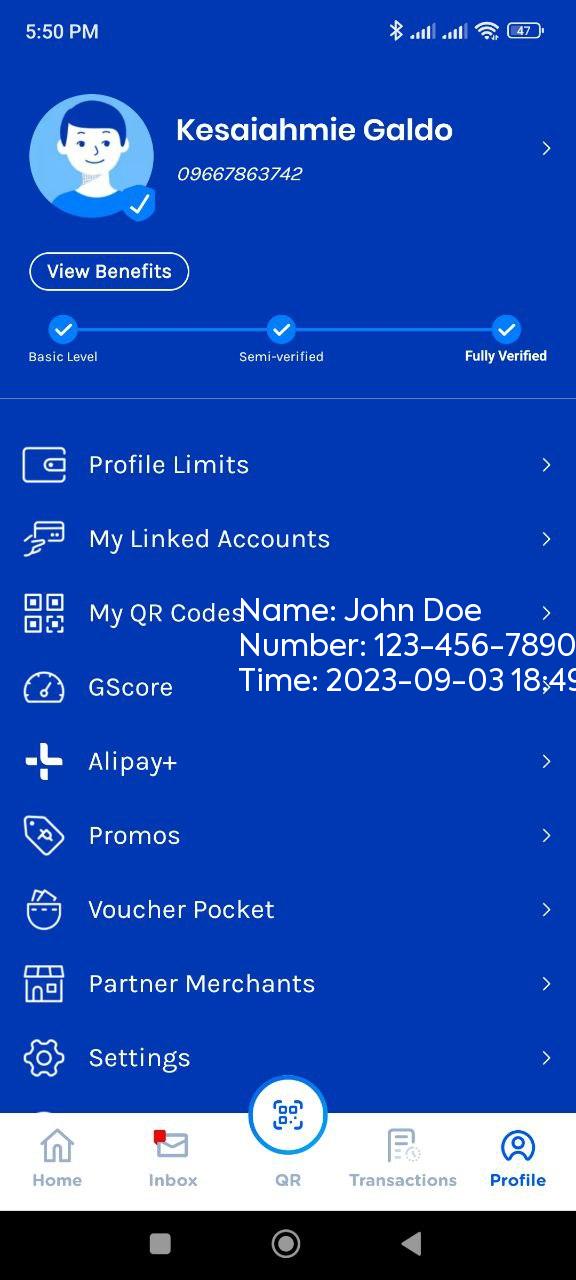 5:50 PM
47
Kesaiahmie Galdo
09667863742
View Benefits
Basic Level
Semi-verified
Fully Verified
Profile Limits
My Linked Accounts
My QR Codes
Name: John Doe
Number: 123-456-7890
Time: 2023-09-03 18:49
GScore
Alipay+
Promos
Voucher Pocket
Partner Merchants
Settings
Home
Inbox
QR
Transactions
Profile